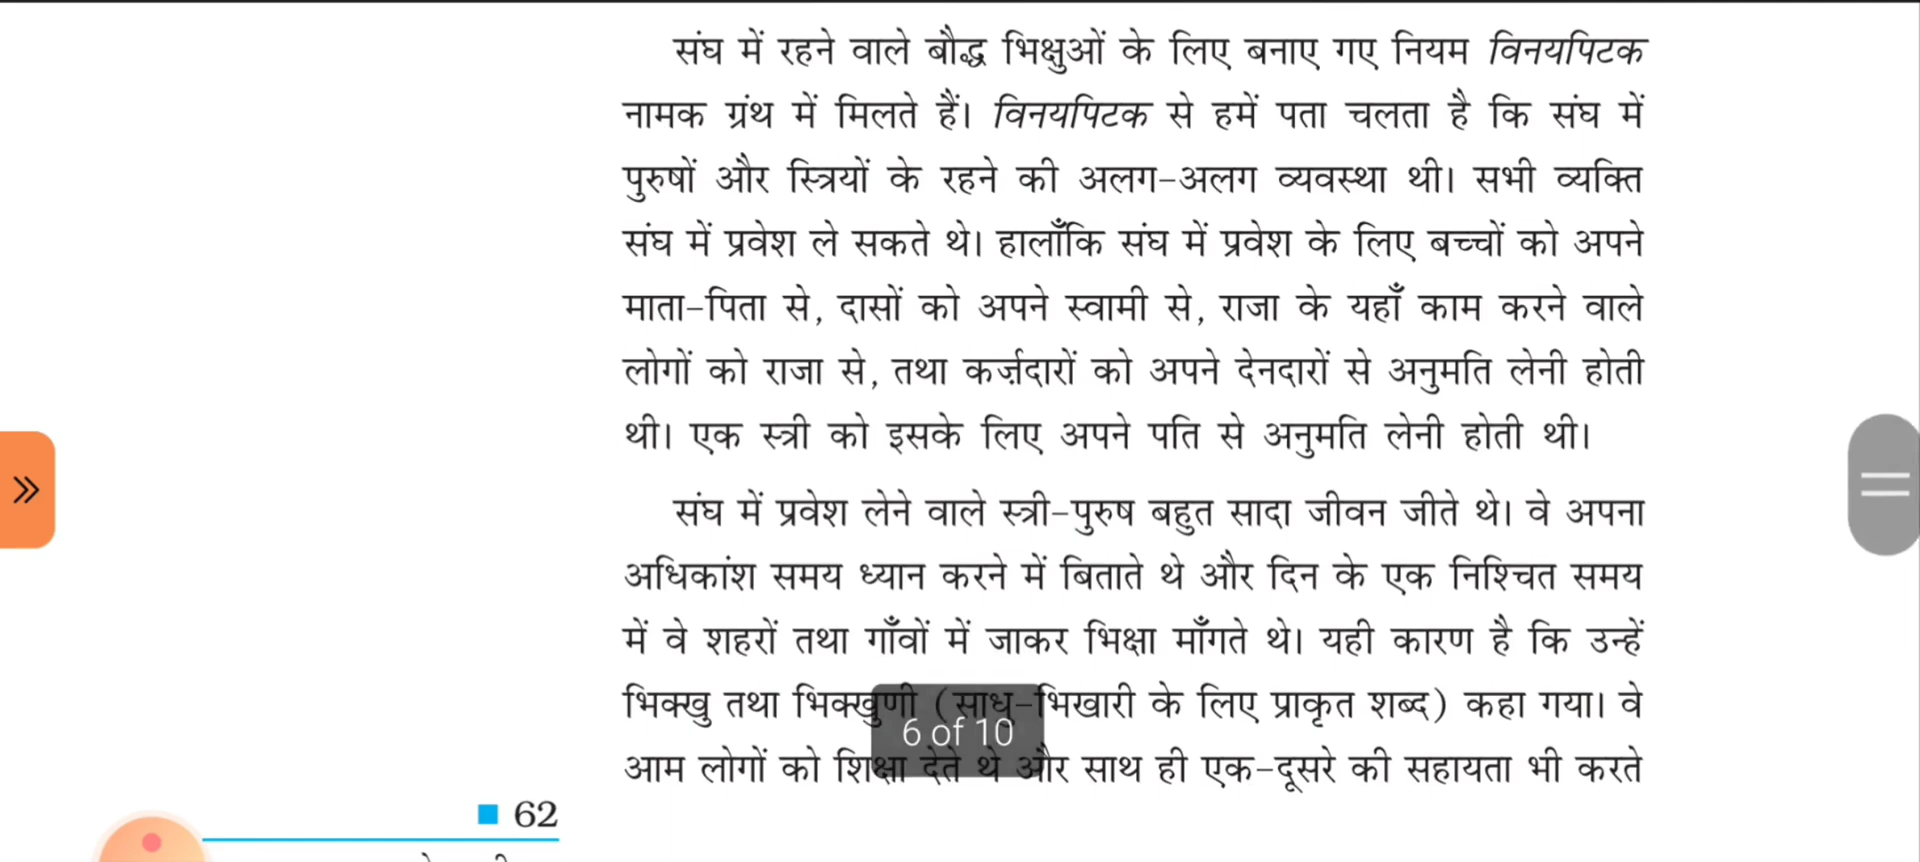 संघ में रहने वाले बौद्ध भिक्षुओं के लिए बनाए गए नियम विनयपिटक
नामक ग्रंथ में मिलते हैं। विनयपिटक से हमें पता चलता है कि संघ में
पुरुषों और स्त्रियों के रहने की अलग-अलग व्यवस्था थी। सभी व्यक्ति
संघ में प्रवेश ले सकते थे। हालाँकि संघ में प्रवेश के लिए बच्चों को अपने
माता-पिता से, दासों को अपने स्वामी से, राजा के यहाँ काम करने वाले
लोगों को राजा से, तथा कर्ज़दारों को अपने देनदारों से अनुमति लेनी होती
थी। एक स्त्री को इसके लिए अपने पति से अनुमति लेनी होती थी।
संघ में प्रवेश लेने वाले स्त्री-पुरुष बहुत सादा जीवन जीते थे। वे अपना
अधिकांश समय ध्यान करने में बिताते थे और दिन के एक निश्चित समय
में वे शहरों तथा गाँवों में जाकर भिक्षा माँगते थे। यही कारण है कि उन्हें
भिक्खु तथा भिक्खुणी (साधु-भिखारी के लिए प्राकृत शब्द) कहा गया। वे
6 of 10
आम लोगों को शिक्षा देते थे और साथ ही एक-दूसरे की सहायता भी करते
62